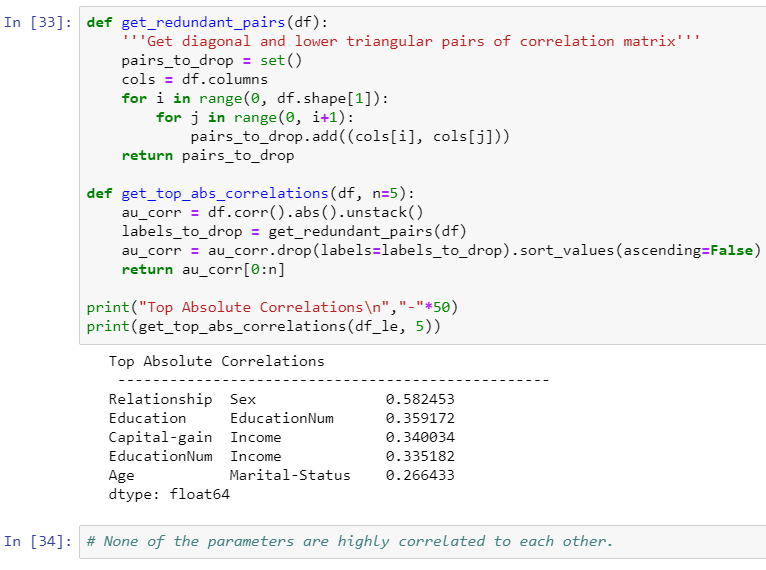 In [33]: def get_redundant_pairs(df):
    '''Get diagonal and lower triangular pairs of correlation matrix'''
    pairs_to_drop = set()
    cols = df.columns
    for i in range(0, df.shape[1]):
        for j in range(0, i+1):
            pairs_to_drop.add((cols[i], cols[j]))
    return pairs_to_drop
def get_top_abs_correlations(df, n=5):
    au_corr = df.corr().abs().unstack()
    labels_to_drop = get_redundant_pairs(df)
    au_corr = au_corr.drop(labels=labels_to_drop).sort_values(ascending=False)
    return au_corr[0:n]
print("Top Absolute Correlations\n","-"*50)
print(get_top_abs_correlations(df_le, 5))
Top Absolute Correlations
 --------------------------------------------------
Relationship  Sex               0.582453
Education     EducationNum      0.359172
Capital-gain  Income            0.340034
EducationNum  Income            0.335182
Age           Marital-Status    0.266433
dtype: float64
In [34]: # None of the parameters are highly correlated to each other.